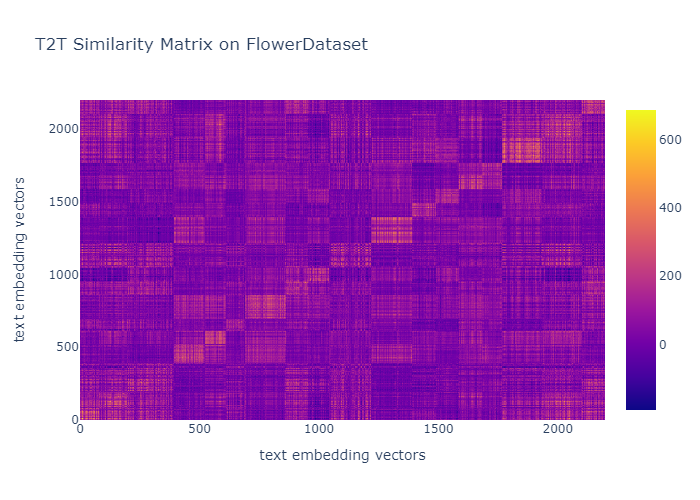 T2T Similarity Matrix on FlowerDataset
2000
1500
1000
500
0
0 500 1000 1500 2000
text embedding vectors
text embedding vectors
600
400
200
0